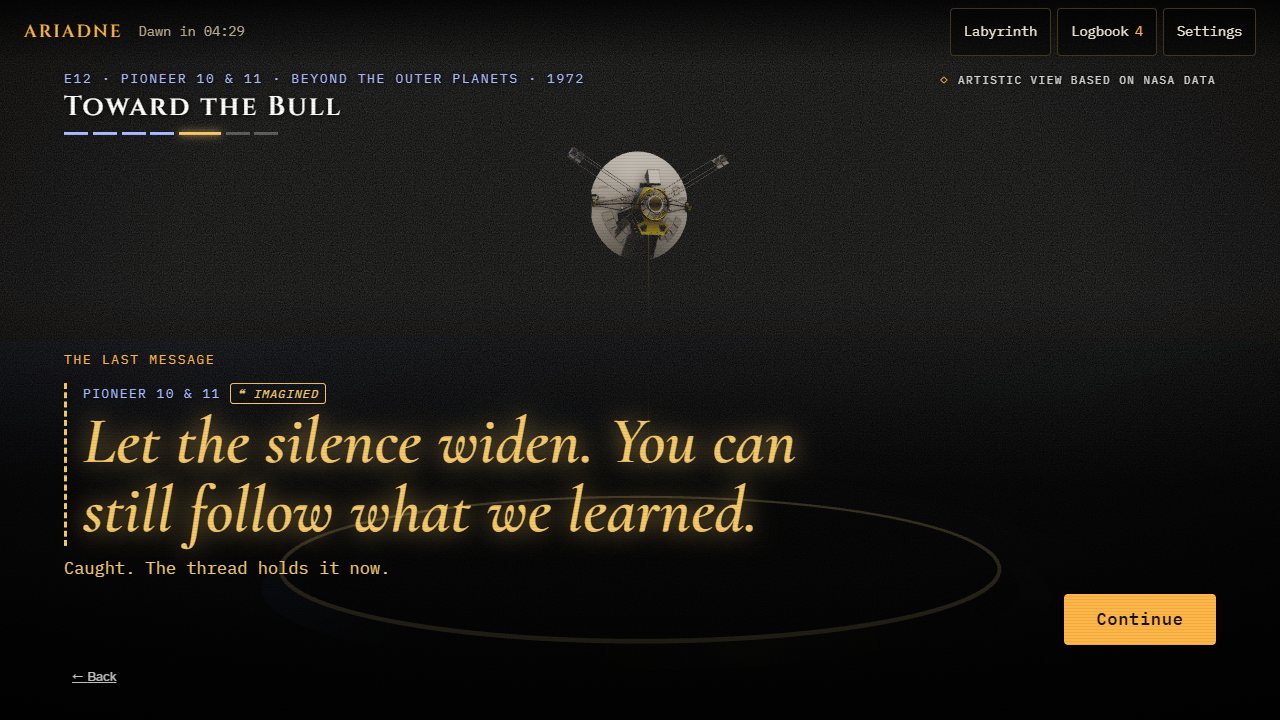 ARIADNE Dawn in 04:29 Labyrinth Logbook 4 Settings
E12 · PIONEER 10 & 11 · BEYOND THE OUTER PLANETS · 1972
◇ ARTISTIC VIEW BASED ON NASA DATA
TOWARD THE BULL
THE LAST MESSAGE
PIONEER 10 & 11 ❝ IMAGINED
Let the silence widen. You can
still follow what we learned.
Caught. The thread holds it now.
Continue
← Back